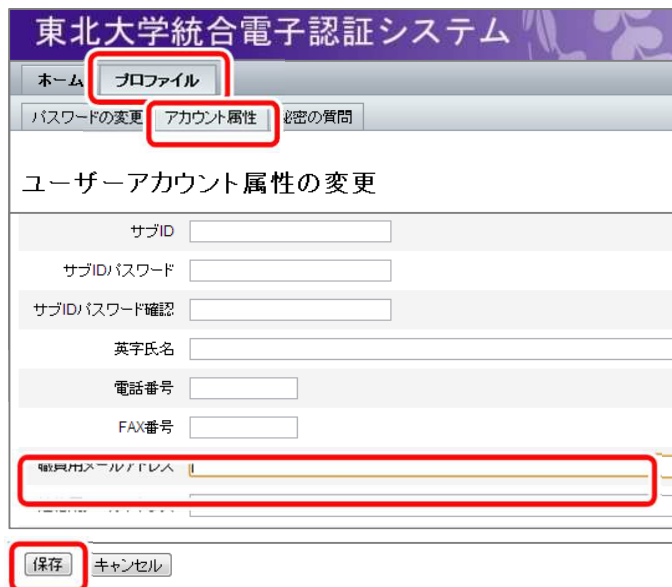 東北大学統合電子認証システム
ホーム プロファイル
パスワードの変更 アカウント属性 秘密の質問
ユーザーアカウント属性の変更
サブID
サブIDパスワード
サブIDパスワード確認
英字氏名
電話番号
FAX番号
職員用メールアドレス
保存 キャンセル